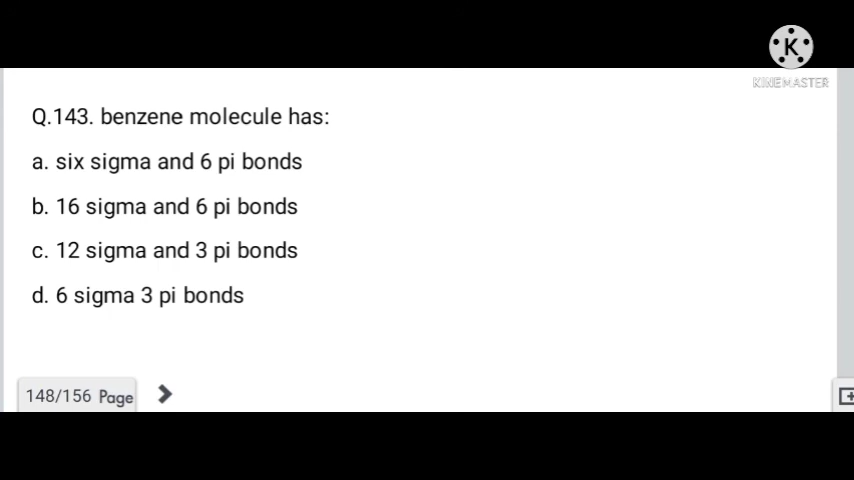 K
KINEMASTER
Q.143. benzene molecule has:
a. six sigma and 6 pi bonds
b. 16 sigma and 6 pi bonds
c. 12 sigma and 3 pi bonds
d. 6 sigma 3 pi bonds
148/156 Page